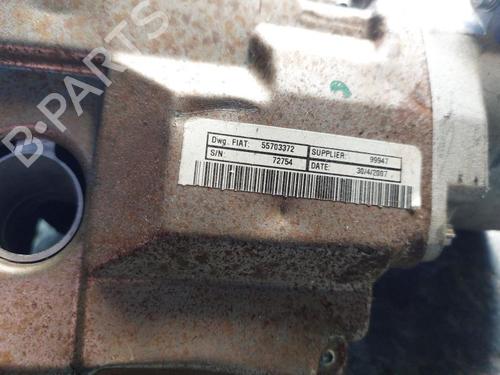 B-PARTS
Dwg. FIAT: 55703372 SUPPLIER: 99947
S/N: 72754 DATE: 30/4/2007